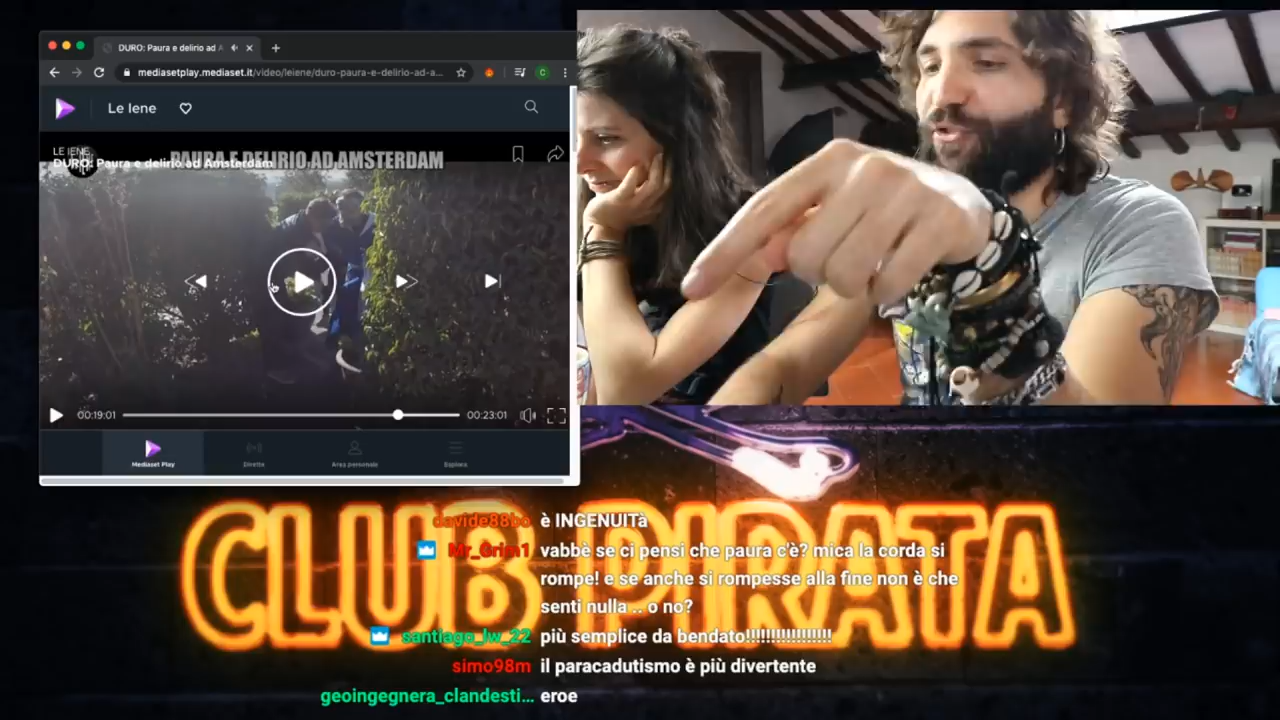 DURO: Paura e delirio ad A
mediasetplay.mediaset.it/video/leiene/duro-paura-e-delirio-ad-a...
C
Le Iene
LE IENE
DURO: Paura e delirio ad Amsterdam
PAURA E DELIRIO AD AMSTERDAM
00:19:01
00:23:01
Mediaset Play
Dirette
Area personale
Esplora
CLUB PIRATA
davide88bo è INGENUITà
Mr_Grim1 vabbè se ci pensi che paura c'è? mica la corda si
rompe! e se anche si rompesse alla fine non è che
senti nulla .. o no?
santiago_lw_22 più semplice da bendato!!!!!!!!!!!!!!!!!
simo98m il paracadutismo è più divertente
geoingegnera_clandesti... eroe